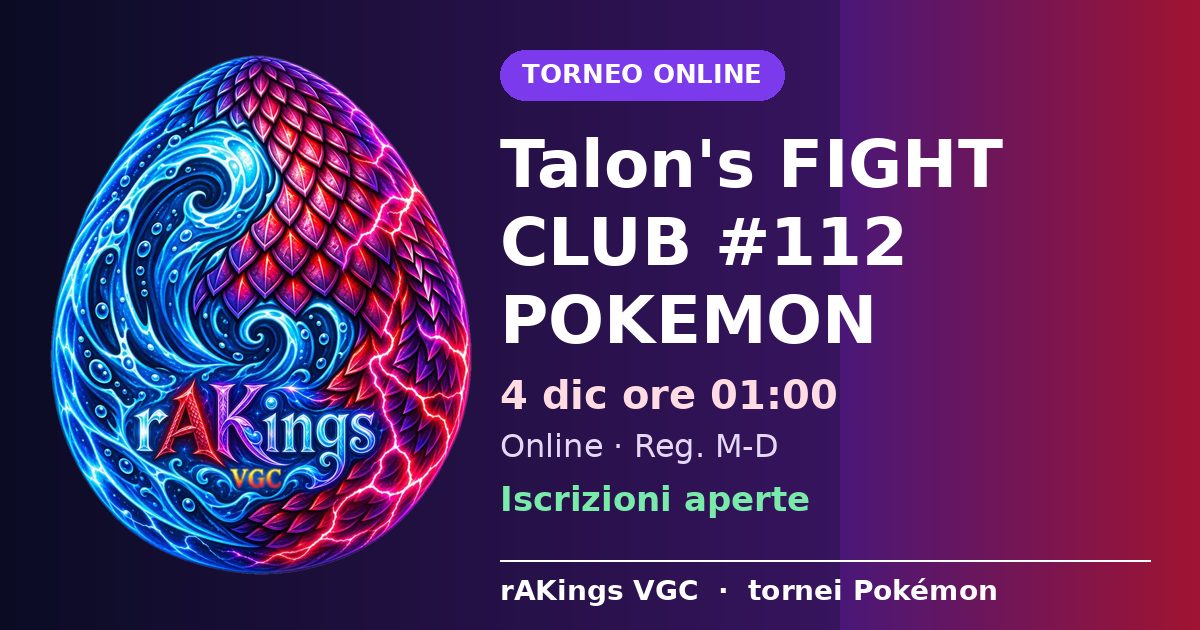 TORNEO ONLINE
Talon's FIGHT
CLUB #112
POKEMON
4 dic ore 01:00
Online · Reg. M-D
Iscrizioni aperte
rAKings
VGC
rAKings VGC · tornei Pokémon